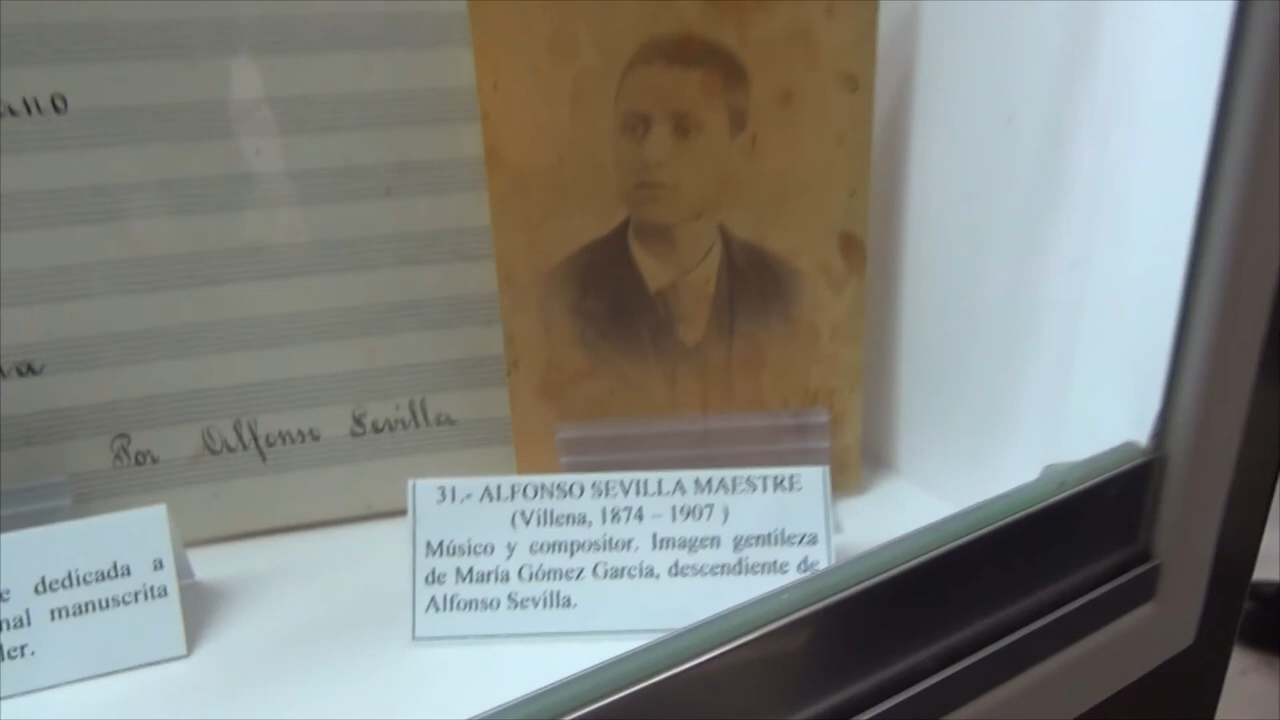 Por Alfonso Sevilla
31.- ALFONSO SEVILLA MAESTRE
(Villena, 1874 – 1907 )
Músico y compositor. Imagen gentileza
de María Gómez García, descendiente de
Alfonso Sevilla.
e dedicada a
nal manuscrita
ler.